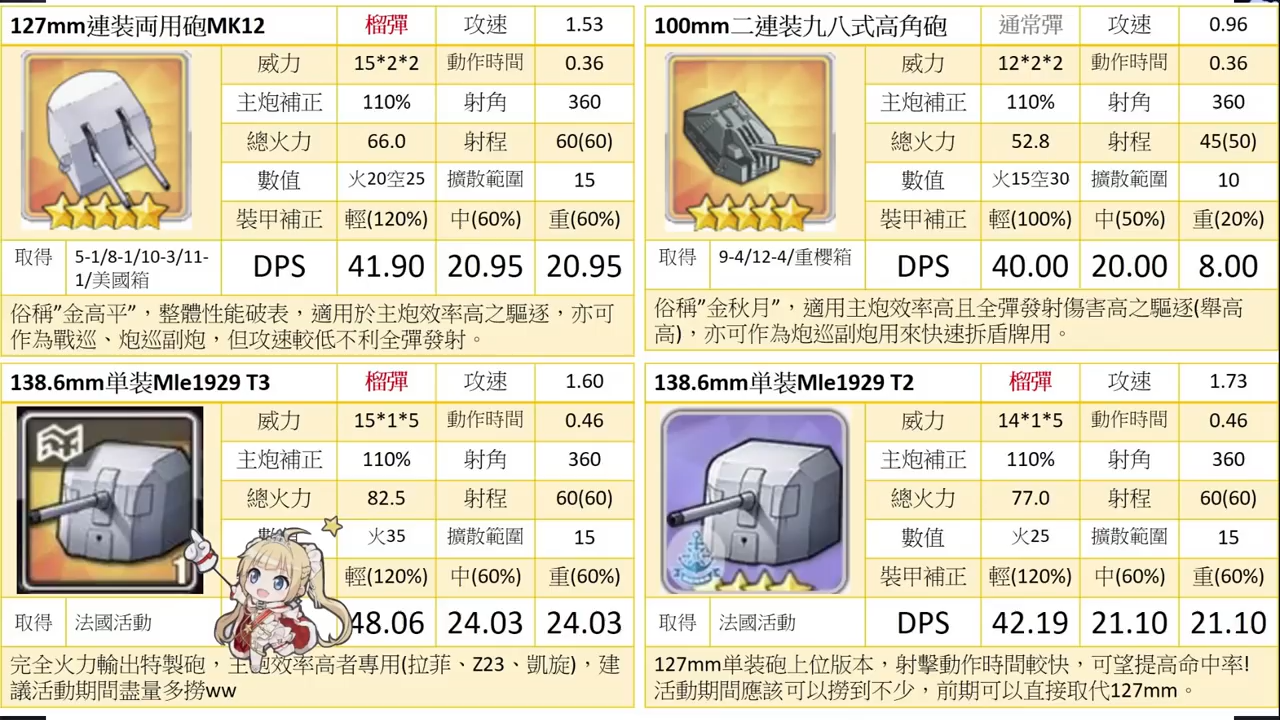 127mm連装両用砲MK12 榴彈 攻速 1.53
威力 15*2*2 動作時間 0.36
主炮補正 110% 射角 360
總火力 66.0 射程 60(60)
數值 火20空25 擴散範圍 15
裝甲補正 輕(120%) 中(60%) 重(60%)
取得 5-1/8-1/10-3/11-
1/美國箱
DPS 41.90 20.95 20.95
俗稱”金高平”，整體性能破表，適用於主炮效率高之驅逐，亦可
作為戰巡、炮巡副炮，但攻速較低不利全彈發射。
100mm二連装九八式高角砲 通常彈 攻速 0.96
威力 12*2*2 動作時間 0.36
主炮補正 110% 射角 360
總火力 52.8 射程 45(50)
數值 火15空30 擴散範圍 10
裝甲補正 輕(100%) 中(50%) 重(20%)
取得 9-4/12-4/重櫻箱 DPS 40.00 20.00 8.00
俗稱”金秋月”，適用主炮效率高且全彈發射傷害高之驅逐(舉高
高)，亦可作為炮巡副炮用來快速拆盾牌用。
138.6mm単装Mle1929 T3 榴彈 攻速 1.60
威力 15*1*5 動作時間 0.46
主炮補正 110% 射角 360
總火力 82.5 射程 60(60)
數值 火35 擴散範圍 15
輕(120%) 中(60%) 重(60%)
1
取得 法國活動 48.06 24.03 24.03
完全火力輸出特製砲，主炮效率高者專用(拉菲、Z23、凱旋)，建
議活動期間盡量多撈ww
138.6mm単装Mle1929 T2 榴彈 攻速 1.73
威力 14*1*5 動作時間 0.46
主炮補正 110% 射角 360
總火力 77.0 射程 60(60)
數值 火25 擴散範圍 15
裝甲補正 輕(120%) 中(60%) 重(60%)
取得 法國活動 DPS 42.19 21.10 21.10
127mm単装砲上位版本，射擊動作時間較快，可望提高命中率!
活動期間應該可以撈到不少，前期可以直接取代127mm。